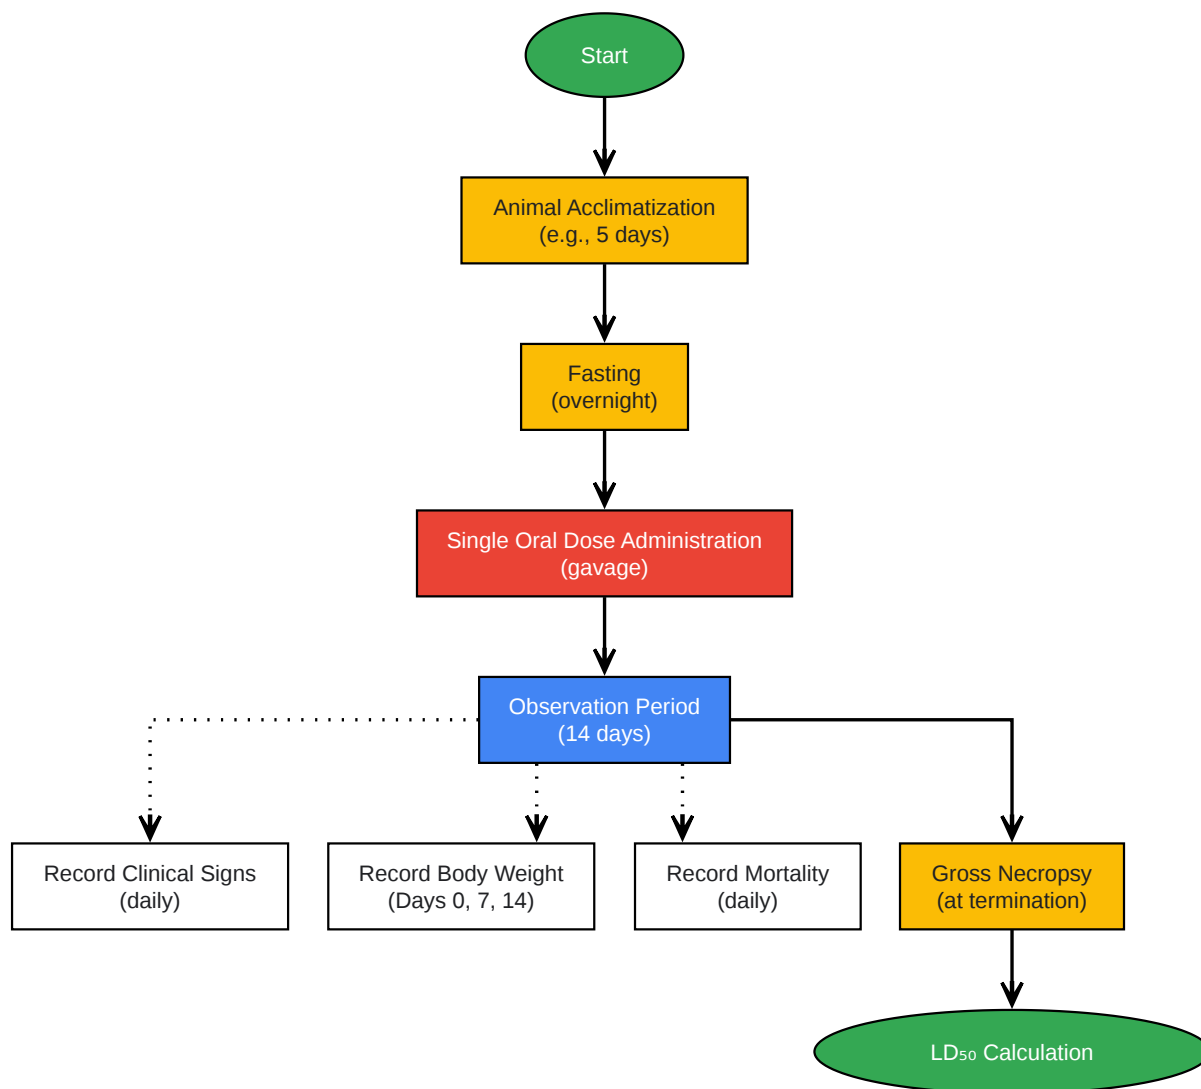 Start
Animal Acclimatization
(e.g., 5 days)
Fasting
(overnight)
Single Oral Dose Administration
(gavage)
Observation Period
(14 days)
Record Clinical Signs
(daily)
Record Body Weight
(Days 0, 7, 14)
Record Mortality
(daily)
Gross Necropsy
(at termination)
LD₅₀ Calculation